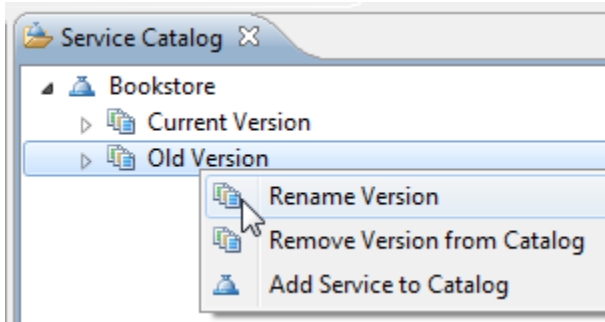 Service Catalog
Bookstore
Current Version
Old Version
Rename Version
Remove Version from Catalog
Add Service to Catalog